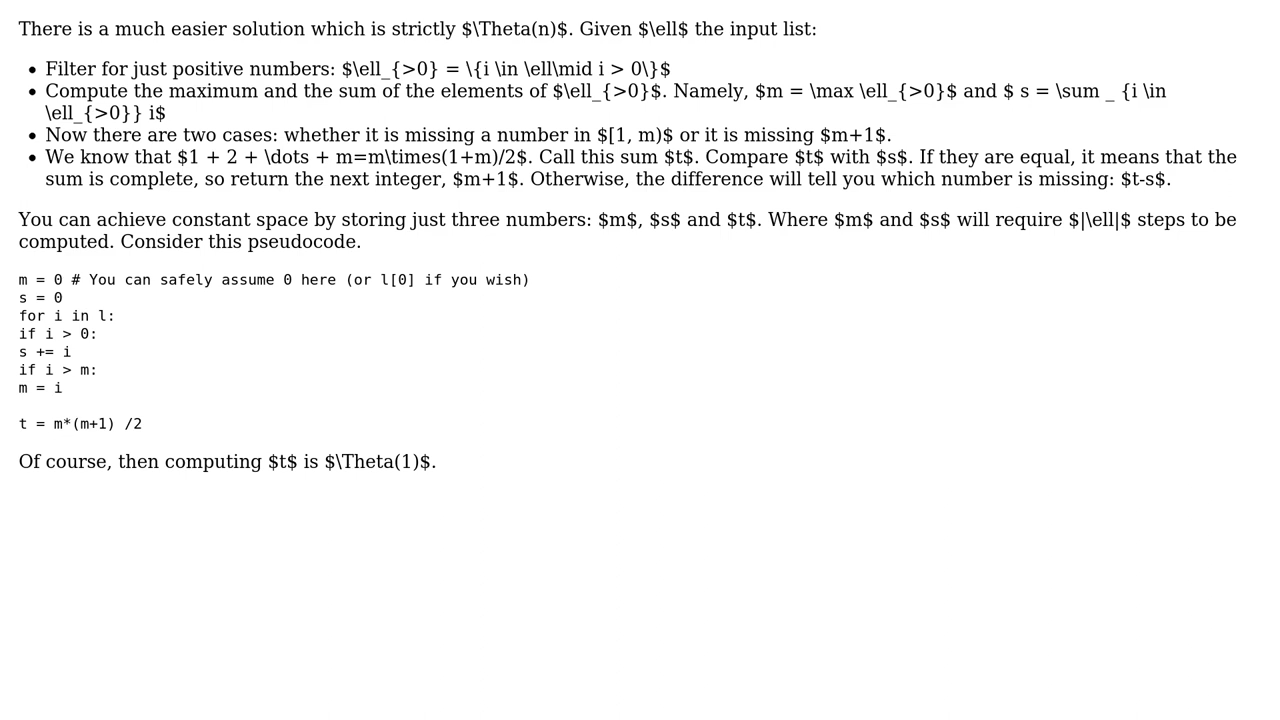 There is a much easier solution which is strictly $\Theta(n)$. Given $\ell$ the input list:
• Filter for just positive numbers: $\ell_{>0} = \{i \in \ell\mid i > 0\}$
• Compute the maximum and the sum of the elements of $\ell_{>0}$. Namely, $m = \max \ell_{>0}$ and $ s = \sum _ {i \in
\ell_{>0}} i$
• Now there are two cases: whether it is missing a number in $[1, m)$ or it is missing $m+1$.
• We know that $1 + 2 + \dots + m=m\times(1+m)/2$. Call this sum $t$. Compare $t$ with $s$. If they are equal, it means that the
sum is complete, so return the next integer, $m+1$. Otherwise, the difference will tell you which number is missing: $t-s$.
You can achieve constant space by storing just three numbers: $m$, $s$ and $t$. Where $m$ and $s$ will require $|\ell|$ steps to be
computed. Consider this pseudocode.
m = 0 # You can safely assume 0 here (or l[0] if you wish)
s = 0
for i in l:
if i > 0:
s += i
if i > m:
m = i
t = m*(m+1) /2
Of course, then computing $t$ is $\Theta(1)$.